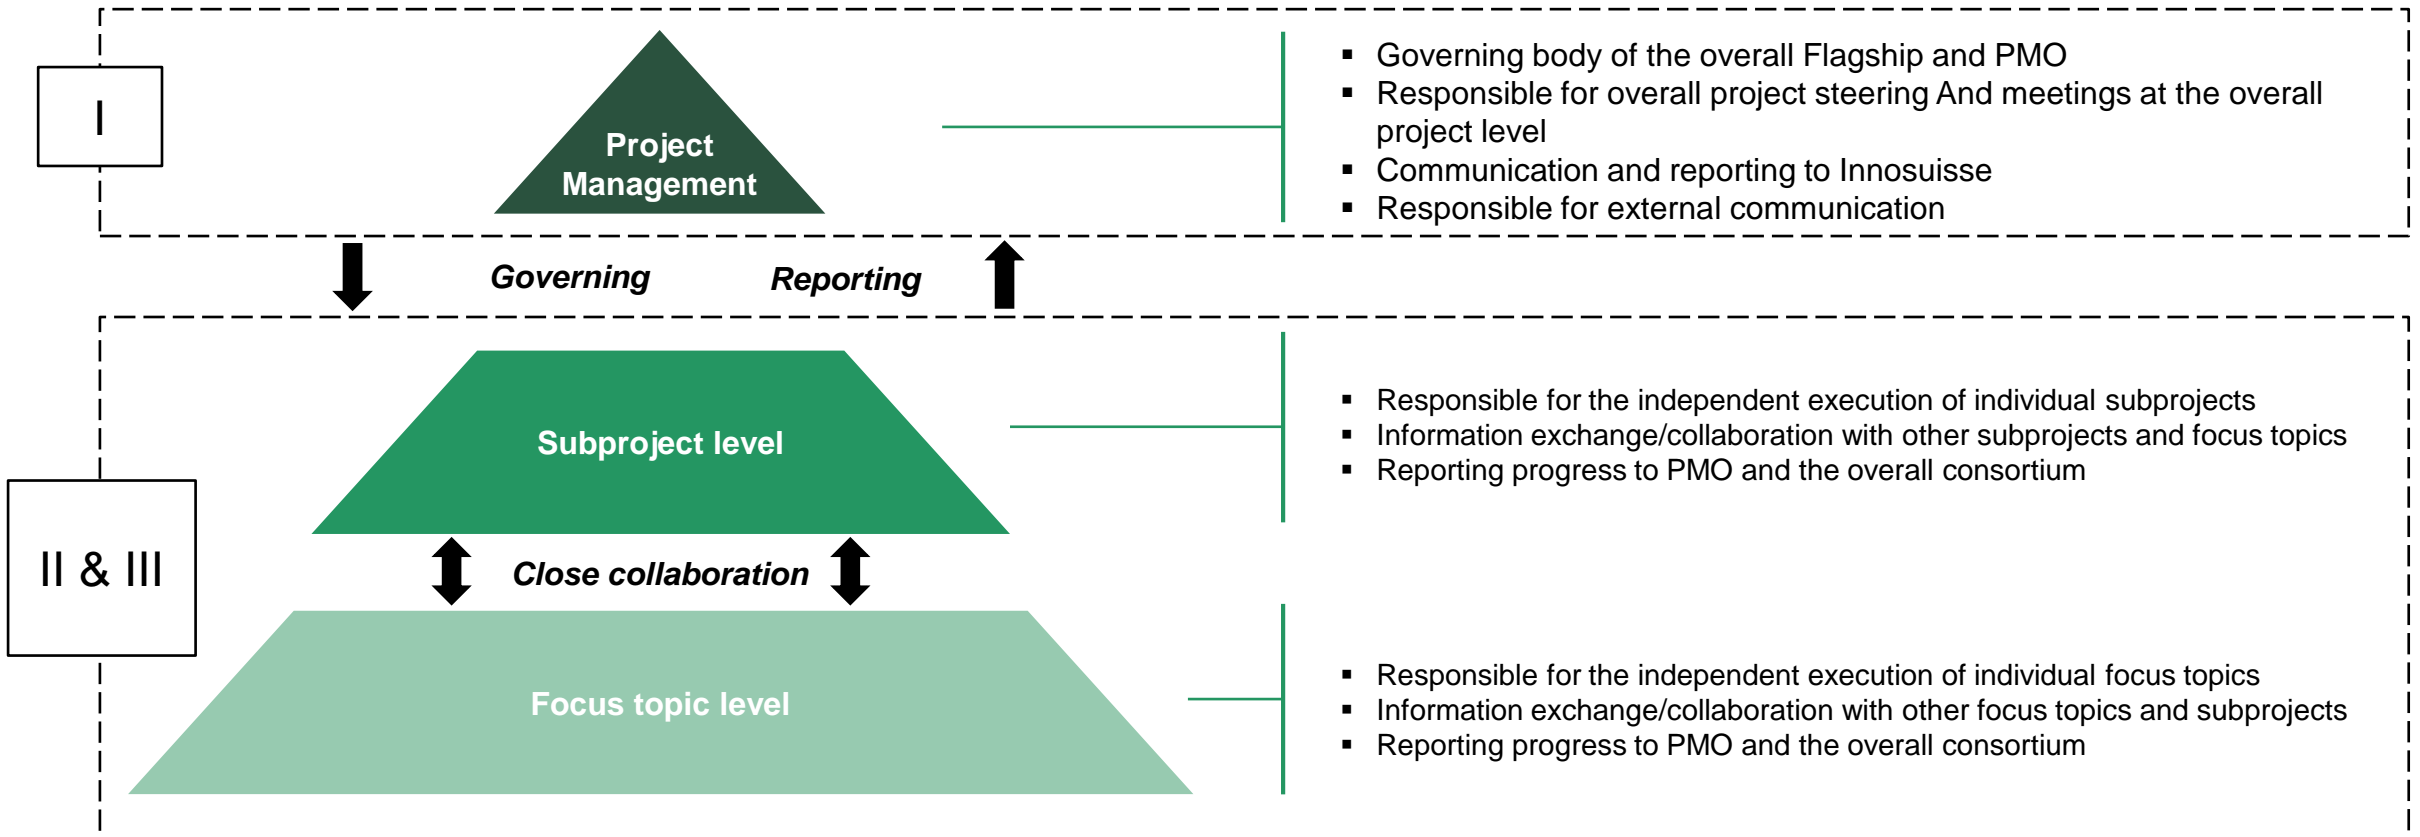 I
Project
Management
▪ Governing body of the overall Flagship and PMO
▪ Responsible for overall project steering And meetings at the overall
project level
▪ Communication and reporting to Innosuisse
▪ Responsible for external communication
Governing
Reporting
II & III
Subproject level
▪ Responsible for the independent execution of individual subprojects
▪ Information exchange/collaboration with other subprojects and focus topics
▪ Reporting progress to PMO and the overall consortium
Close collaboration
Focus topic level
▪ Responsible for the independent execution of individual focus topics
▪ Information exchange/collaboration with other focus topics and subprojects
▪ Reporting progress to PMO and the overall consortium